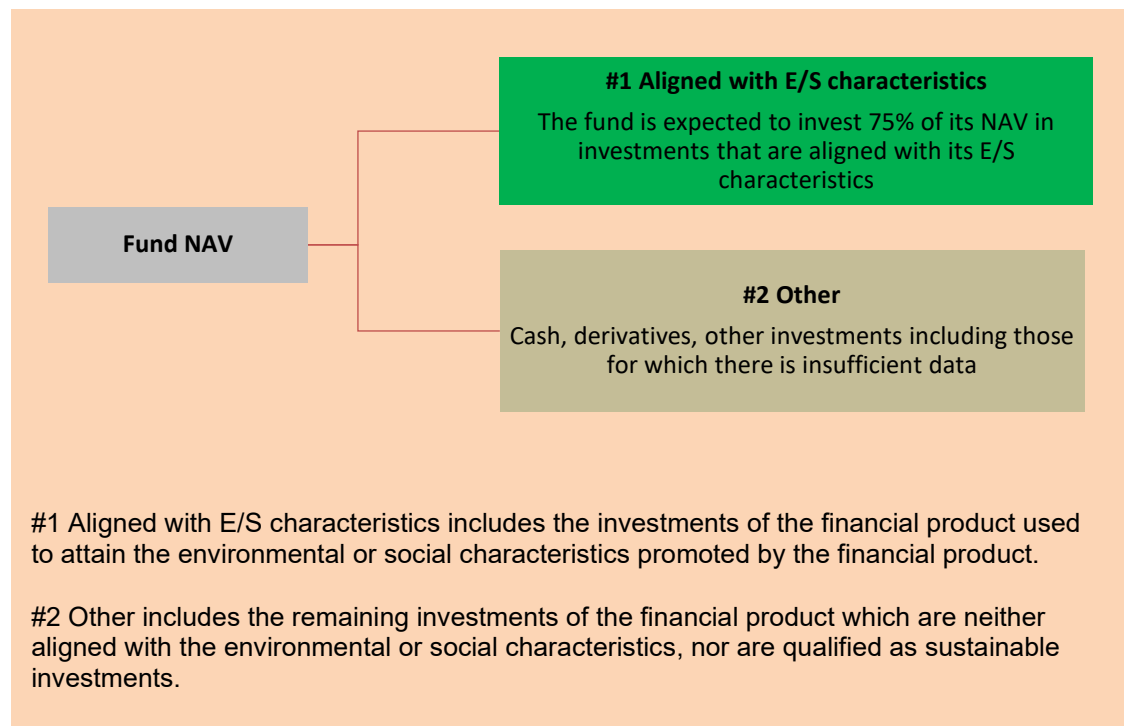 #1 Aligned with E/S characteristics
The fund is expected to invest 75% of its NAV in
investments that are aligned with its E/S
characteristics
Fund NAV
#2 Other
Cash, derivatives, other investments including those
for which there is insufficient data
#1 Aligned with E/S characteristics includes the investments of the financial product used
to attain the environmental or social characteristics promoted by the financial product.
#2 Other includes the remaining investments of the financial product which are neither
aligned with the environmental or social characteristics, nor are qualified as sustainable
investments.